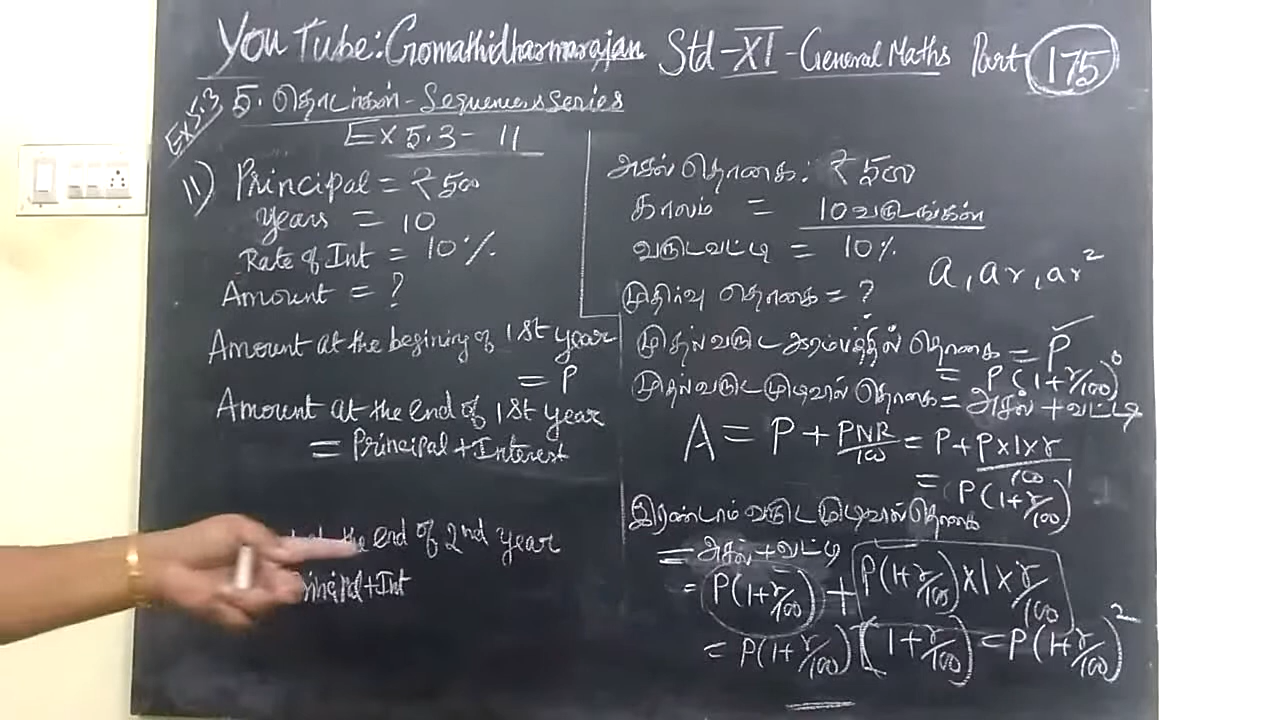 YouTube: Gomathidharmarajan Std-XI-General Maths Part 175
Ex 5.3 5. தொடர்கள் - Sequences & series
Ex 5.3 - 11
11) Principal = ₹500
years = 10
Rate of Int = 10%
Amount = ?
Amount at the begining of 1st year
= P
Amount at the end of 1st year
= Principal + Interest
the end of 2nd year
Principal + Int
அசல் தொகை: ₹500
காலம் = 10 வருடங்கள்
வருடவட்டி = 10%
a, ar, ar²
முதிர்வு தொகை = ?
முதல்வருட ஆரம்பத்தில் தொகை = P
= P(1+r/100)⁰
முதல்வருட முடிவில் தொகை = அசல் + வட்டி
A = P + PNR/100 = P + P×1×r/100
= P(1+r/100)¹
இரண்டாம் வருட முடிவில் தொகை
= அசல் + வட்டி
= P(1+r/100) + P(1+r/100)×1×r/100
= P(1+r/100)[1+r/100) = P(1+r/100)²